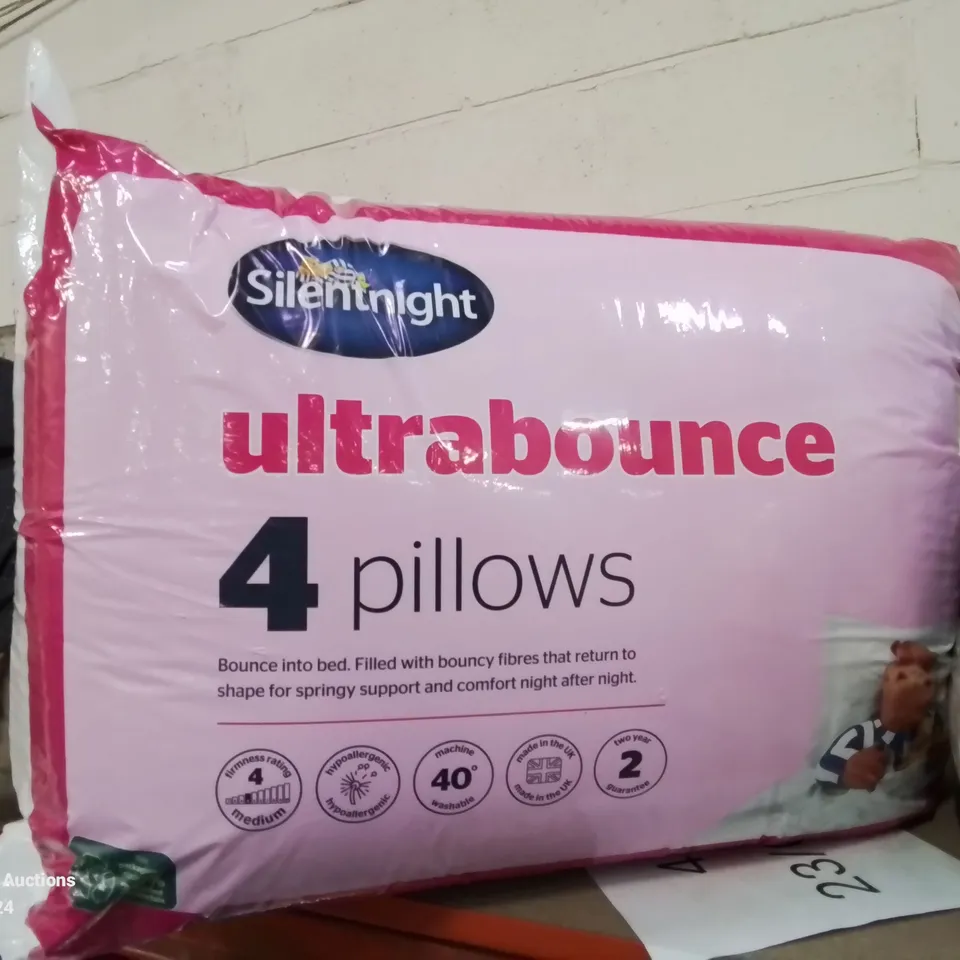 Silentnight
ultrabounce
4 pillows
Bounce into bed. Filled with bouncy fibres that return to
shape for springy support and comfort night after night.
firmness rating
4
medium
hypoallergenic
hypoallergenic
machine
40°
washable
made in the UK
made in the UK
two year
2
guarantee
Auctions
24
4
23